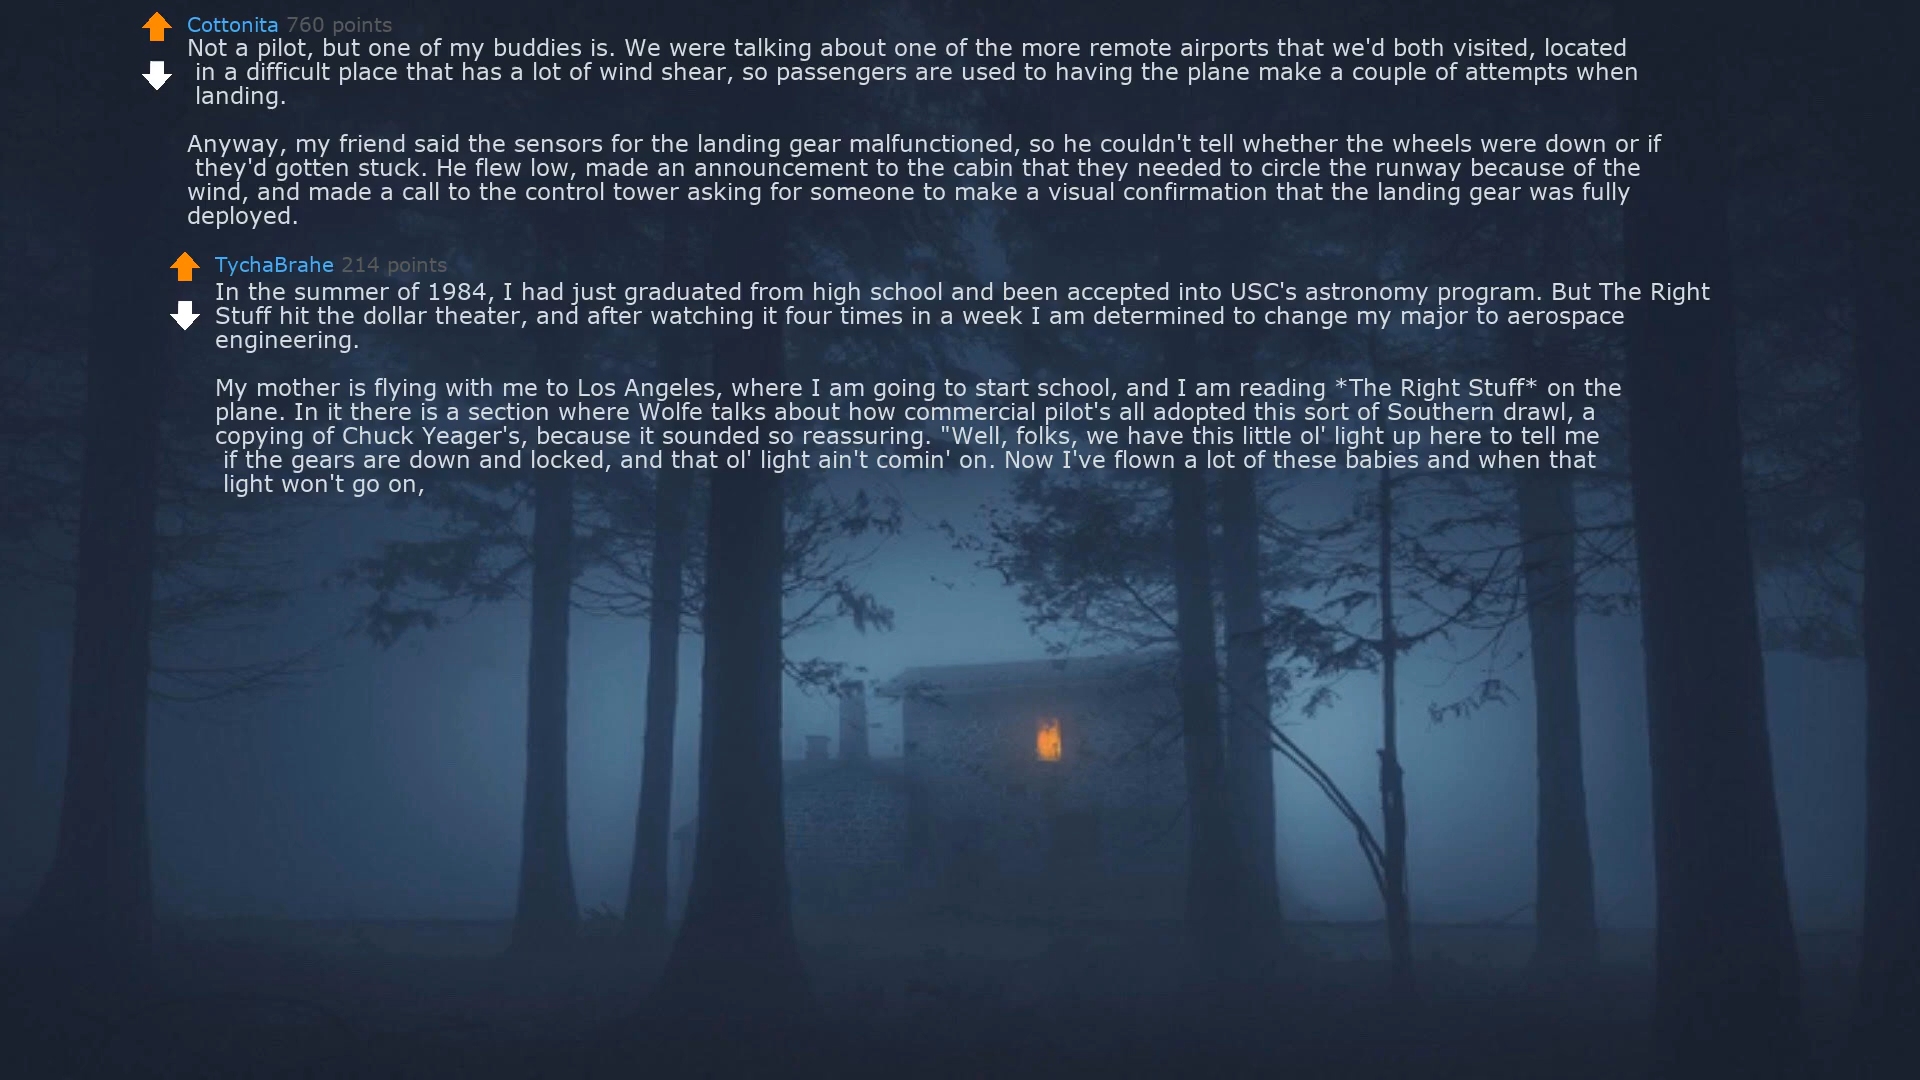 Cottonita 760 points
Not a pilot, but one of my buddies is. We were talking about one of the more remote airports that we'd both visited, located
in a difficult place that has a lot of wind shear, so passengers are used to having the plane make a couple of attempts when
landing.
Anyway, my friend said the sensors for the landing gear malfunctioned, so he couldn't tell whether the wheels were down or if
they'd gotten stuck. He flew low, made an announcement to the cabin that they needed to circle the runway because of the
wind, and made a call to the control tower asking for someone to make a visual confirmation that the landing gear was fully
deployed.
TychaBrahe 214 points
In the summer of 1984, I had just graduated from high school and been accepted into USC's astronomy program. But The Right
Stuff hit the dollar theater, and after watching it four times in a week I am determined to change my major to aerospace
engineering.
My mother is flying with me to Los Angeles, where I am going to start school, and I am reading *The Right Stuff* on the
plane. In it there is a section where Wolfe talks about how commercial pilot's all adopted this sort of Southern drawl, a
copying of Chuck Yeager's, because it sounded so reassuring. "Well, folks, we have this little ol' light up here to tell me
if the gears are down and locked, and that ol' light ain't comin' on. Now I've flown a lot of these babies and when that
light won't go on,